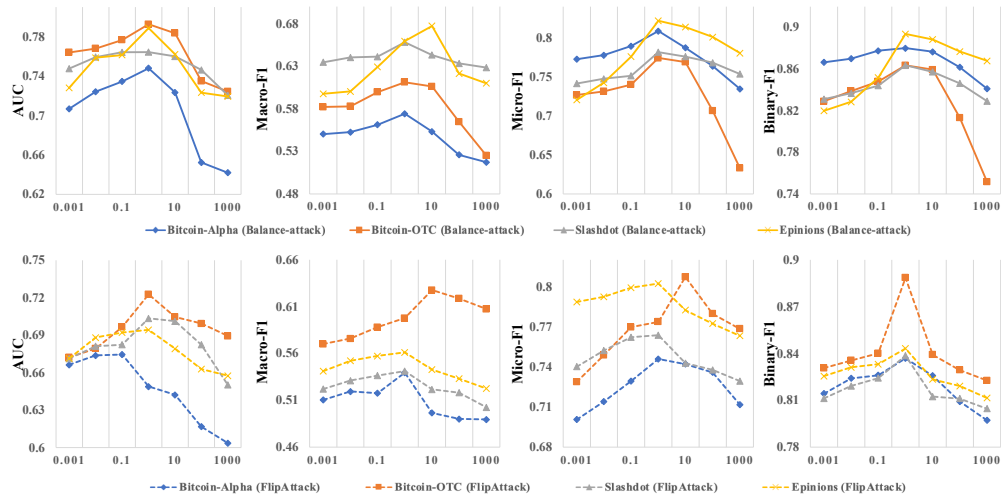 AUC
0.78
0.74
0.7
0.66
0.62
0.001 0.1 10 1000
Macro-F1
0.68
0.63
0.58
0.53
0.48
0.001 0.1 10 1000
Micro-F1
0.8
0.75
0.7
0.65
0.6
0.001 0.1 10 1000
Binary-F1
0.9
0.86
0.82
0.78
0.74
0.001 0.1 10 1000
Bitcoin-Alpha (Balance-attack) Bitcoin-OTC (Balance-attack) Slashdot (Balance-attack) Epinions (Balance-attack)
AUC
0.75
0.72
0.69
0.66
0.63
0.6
0.001 0.1 10 1000
Macro-F1
0.66
0.61
0.56
0.51
0.46
0.001 0.1 10 1000
Micro-F1
0.8
0.77
0.74
0.71
0.68
0.001 0.1 10 1000
Binary-F1
0.9
0.87
0.84
0.81
0.78
0.001 0.1 10 1000
Bitcoin-Alpha (FlipAttack) Bitcoin-OTC (FlipAttack) Slashdot (FlipAttack) Epinions (FlipAttack)